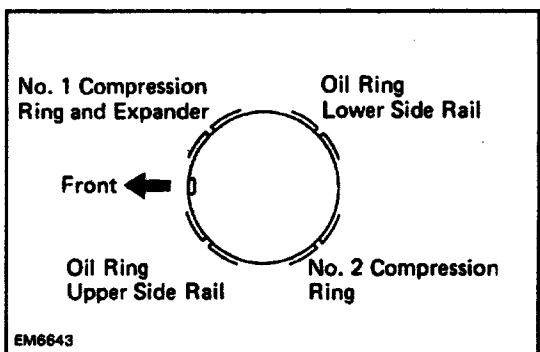 No. 1 Compression
Ring and Expander
Oil Ring
Lower Side Rail
Front
Oil Ring
Upper Side Rail
No. 2 Compression
Ring
EM6643